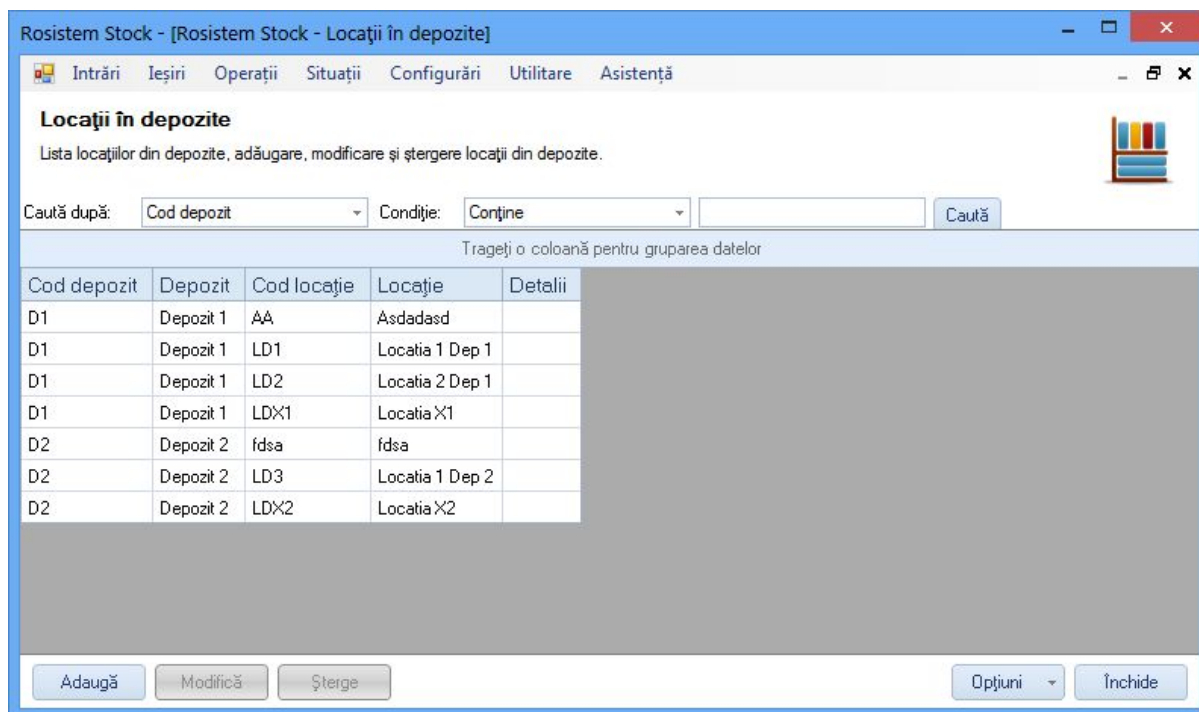 Rosistem Stock - [Rosistem Stock - Locaţii în depozite]
Intrări Ieșiri Operații Situații Configurări Utilitare Asistență
Locaţii în depozite
Lista locaţiilor din depozite, adăugare, modificare şi ştergere locaţii din depozite.
Caută după: Cod depozit Condiţie: Conţine Caută
Trageţi o coloană pentru gruparea datelor
Cod depozit Depozit Cod locaţie Locaţie Detalii
D1 Depozit 1 AA Asdadasd
D1 Depozit 1 LD1 Locatia 1 Dep 1
D1 Depozit 1 LD2 Locatia 2 Dep 1
D1 Depozit 1 LDX1 Locatia X1
D2 Depozit 2 fdsa fdsa
D2 Depozit 2 LD3 Locatia 1 Dep 2
D2 Depozit 2 LDX2 Locatia X2
Adaugă Modifică Şterge Opţiuni Închide